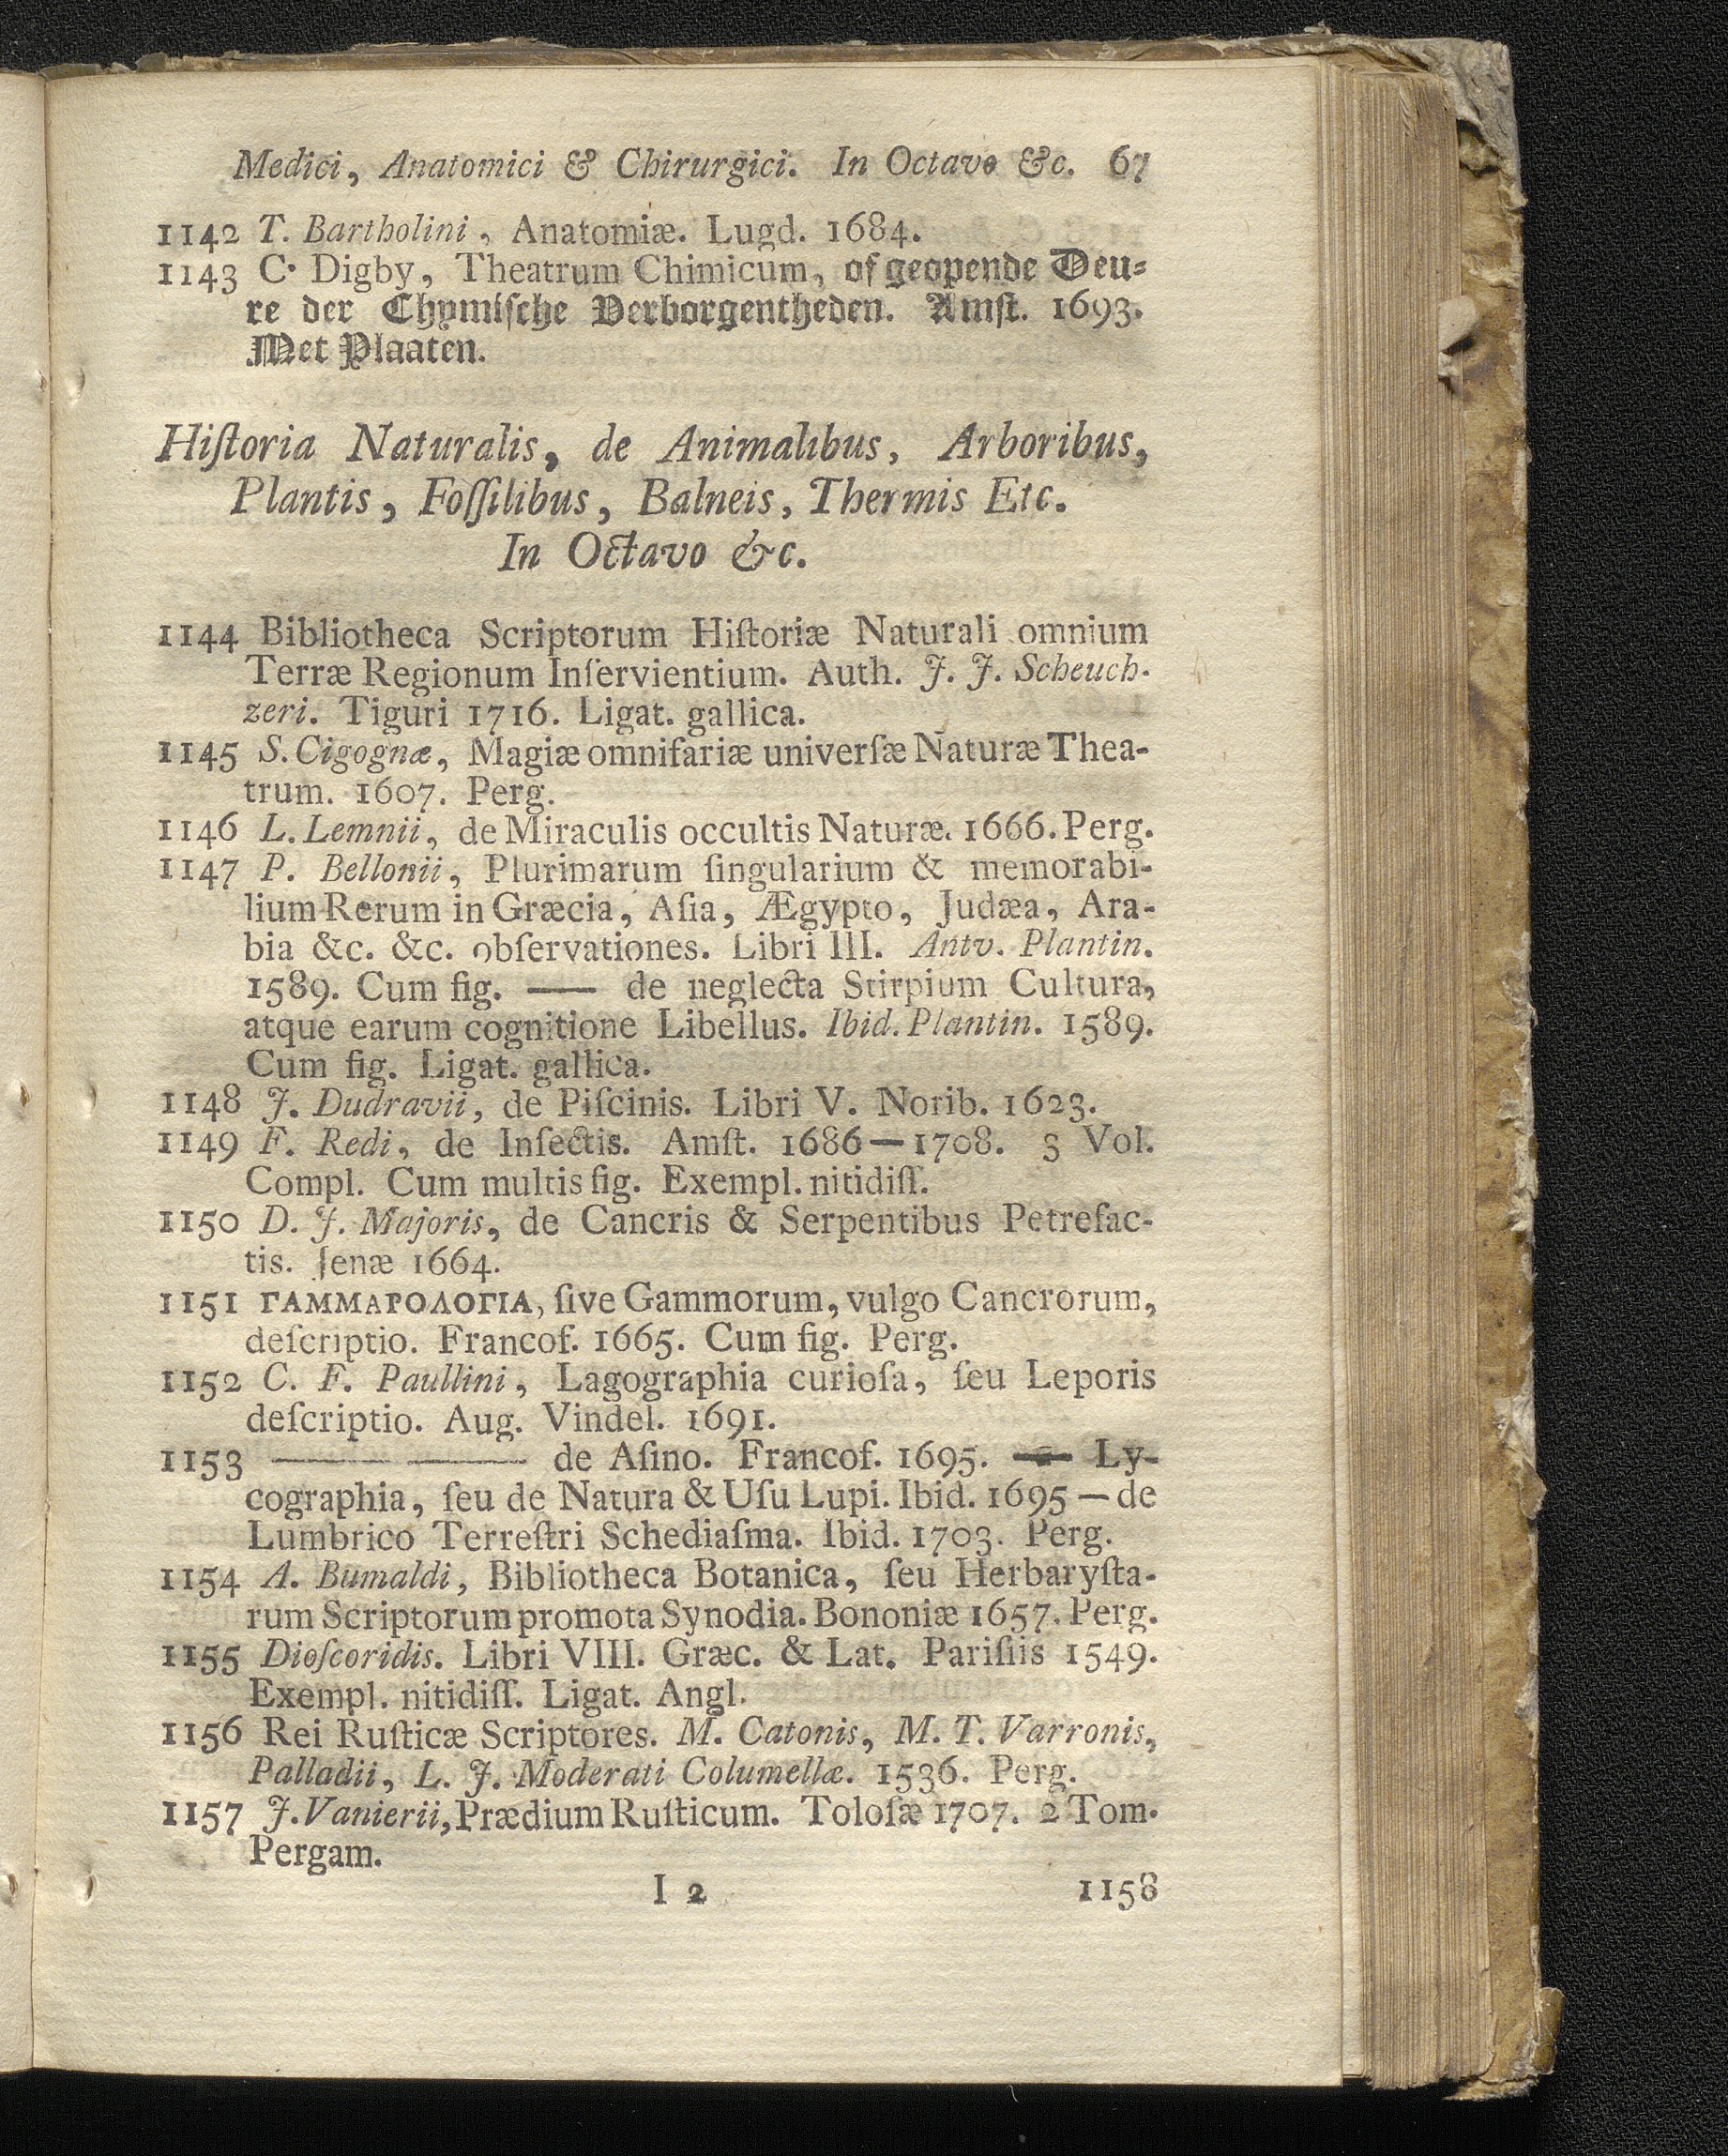 Medici, Anatomici & Chirurgici. In Octavo &c. 67
1142 T. Bartholini, Anatomiæ. Lugd. 1684.
1143 C. Digby, Theatrum Chimicum, of geopende Deu-
re der Chymiſche Verborgentheden. Amſt. 1693.
Met Plaaten.
Hiſtoria Naturalis, de Animalibus, Arboribus,
Plantis, Foſſilibus, Balneis, Thermis Etc.
In Octavo &c.
1144 Bibliotheca Scriptorum Hiſtoriæ Naturali omnium
Terræ Regionum Inſervientium. Auth. J. J. Scheuch-
zeri. Tiguri 1716. Ligat. gallica.
1145 S. Cigognæ, Magiæ omnifariæ univerſæ Naturæ Thea-
trum. 1607. Perg.
1146 L. Lemnii, de Miraculis occultis Naturæ. 1666. Perg.
1147 P. Bellonii, Plurimarum ſingularium & memorabi-
lium Rerum in Græcia, Aſia, Ægypto, Judæa, Ara-
bia &c. &c. obſervationes. Libri III. Antv. Plantin.
1589. Cum fig. — de neglecta Stirpium Cultura,
atque earum cognitione Libellus. Ibid. Plantin. 1589.
Cum fig. Ligat. gallica.
1148 J. Dudravii, de Piſcinis. Libri V. Norib. 1623.
1149 F. Redi, de Inſectis. Amſt. 1686 — 1708. 3 Vol.
Compl. Cum multis fig. Exempl. nitidiſſ.
1150 D. J. Majoris, de Cancris & Serpentibus Petrefac-
tis. Jenæ 1664.
1151 ΓΑΜΜΑΡΟΛΟΓΙΑ, ſive Gammorum, vulgo Cancrorum,
deſcriptio. Francof. 1665. Cum fig. Perg.
1152 C. F. Paullini, Lagographia curioſa, ſeu Leporis
deſcriptio. Aug. Vindel. 1691.
1153 — — de Aſino. Francof. 1695. — Ly-
cographia, ſeu de Natura & Uſu Lupi. Ibid. 1695 — de
Lumbrico Terreſtri Schediaſma. Ibid. 1703. Perg.
1154 A. Bumaldi, Bibliotheca Botanica, ſeu Herbaryſta-
rum Scriptorum promota Synodia. Bononiæ 1657. Perg.
1155 Dioſcoridis. Libri VIII. Græc. & Lat. Pariſiis 1549.
Exempl. nitidiſſ. Ligat. Angl.
1156 Rei Ruſticæ Scriptores. M. Catonis, M. T. Varronis,
Palladii, L. J. Moderati Columellæ. 1536. Perg.
1157 J. Vanierii, Prædium Ruſticum. Toloſæ 1707. 2 Tom.
Pergam.
I 2 1158